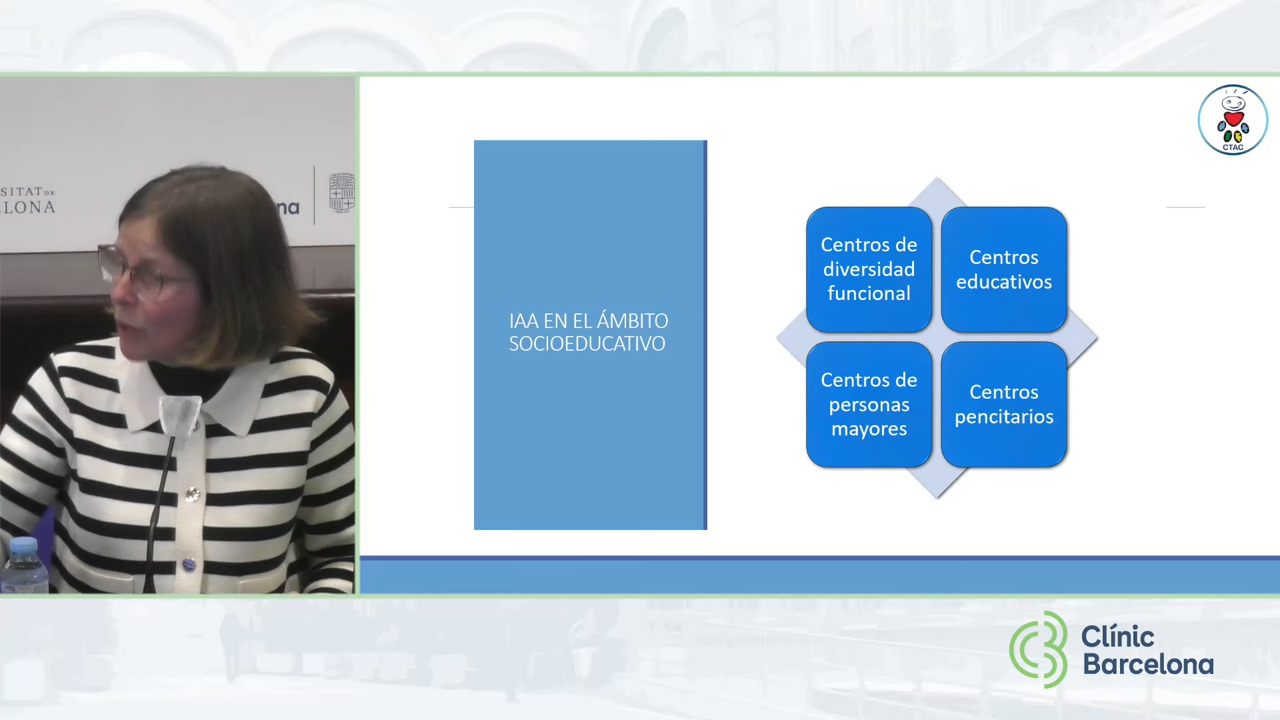 SITAT DE
LONA
na
CTAC
IAA EN EL ÁMBITO
SOCIOEDUCATIVO
Centros de
diversidad
funcional
Centros
educativos
Centros de
personas
mayores
Centros
pencitarios
Clínic
Barcelona